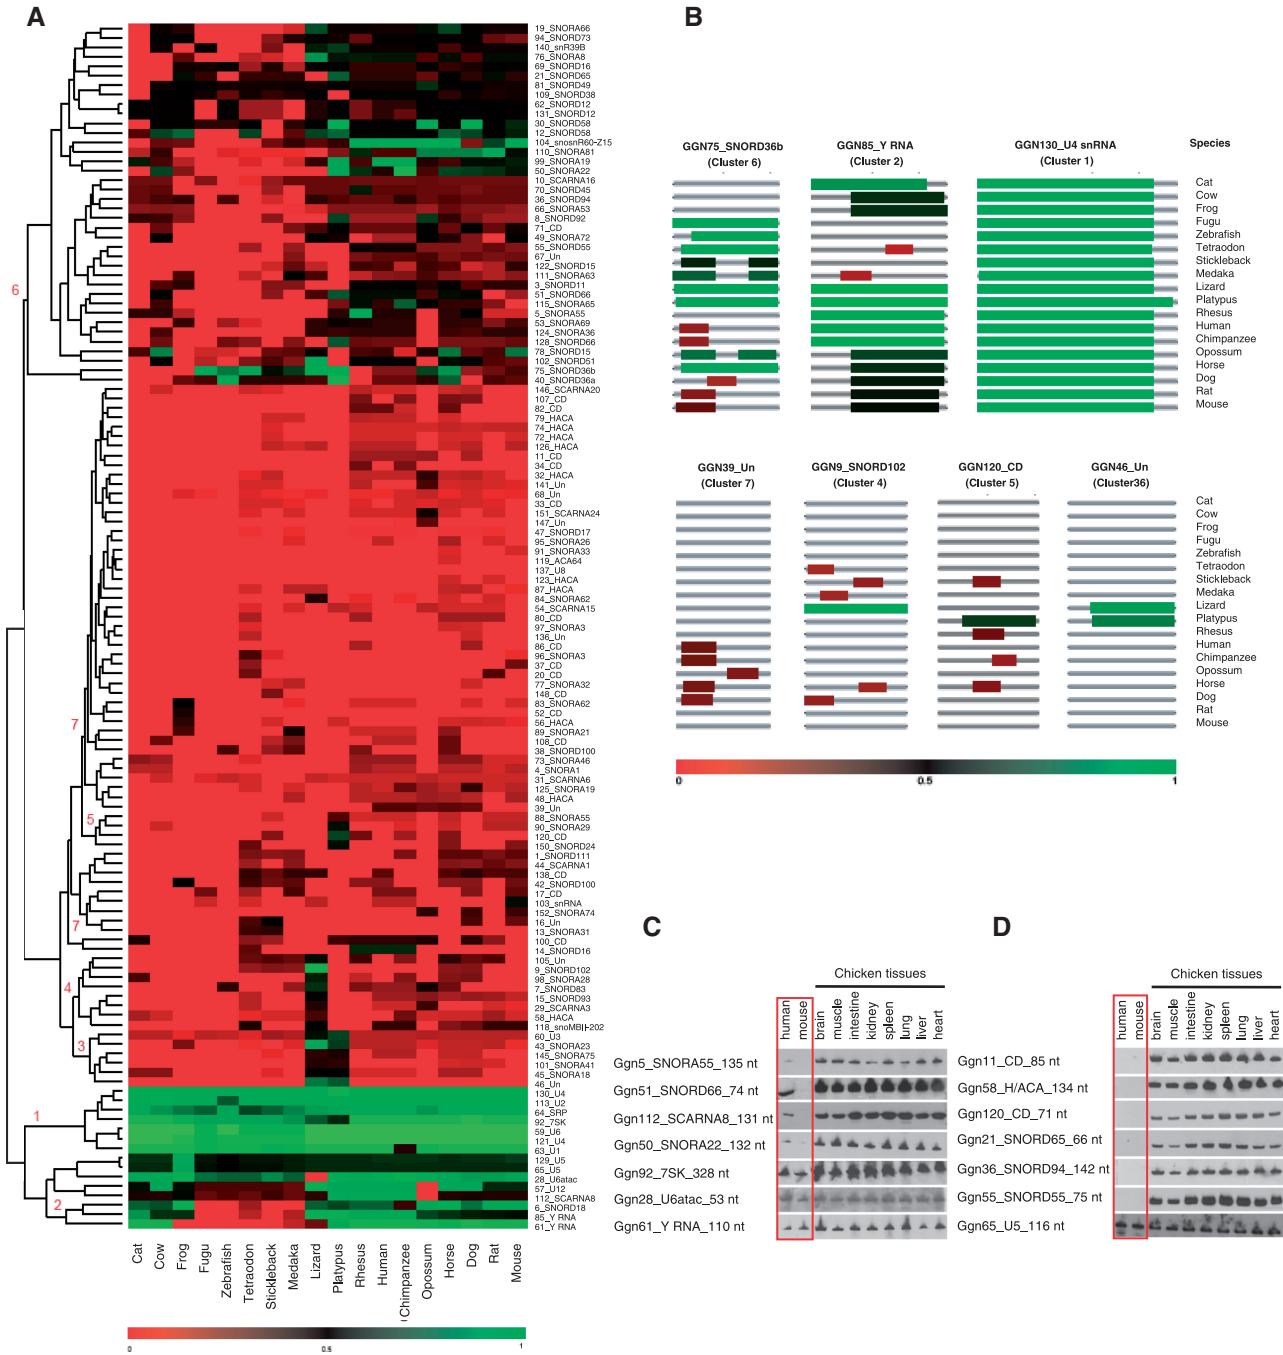 A
19_SNORA66
94_SNORD73
140_snR39B
76_SNORA8
69_SNORD16
21_SNORD65
81_SNORD49
109_SNORD38
62_SNORD12
131_SNORD12
30_SNORD58
12_SNORD58
104_snosnR60-Z15
110_SNORA81
99_SNORA19
50_SNORA22
10_SCARNA16
70_SNORD45
36_SNORD94
66_SNORA53
8_SNORD92
71_CD
49_SNORA72
55_SNORD55
67_Un
122_SNORD15
111_SNORA63
3_SNORD11
51_SNORD66
115_SNORA65
5_SNORA55
53_SNORA69
124_SNORA36
128_SNORD66
78_SNORD15
102_SNORD51
75_SNORD36b
40_SNORD36a
146_SCARNA20
107_CD
82_CD
79_HACA
74_HACA
72_HACA
126_HACA
11_CD
34_CD
32_HACA
141_Un
68_Un
33_CD
151_SCARNA24
147_Un
47_SNORD17
95_SNORA26
91_SNORA33
119_ACA64
137_U8
123_HACA
87_HACA
84_SNORA62
54_SCARNA15
80_CD
97_SNORA3
136_Un
86_CD
96_SNORA3
37_CD
20_CD
77_SNORA32
148_CD
83_SNORA62
52_CD
56_HACA
89_SNORA21
108_CD
38_SNORD100
73_SNORA46
4_SNORA1
31_SCARNA6
125_SNORA19
48_HACA
39_Un
88_SNORA55
90_SNORA29
120_CD
150_SNORD24
1_SNORD111
44_SCARNA1
138_CD
42_SNORD100
17_CD
103_snRNA
152_SNORA74
16_Un
13_SNORA31
100_CD
14_SNORD16
105_Un
9_SNORD102
98_SNORA28
7_SNORD83
15_SNORD93
29_SCARNA3
58_HACA
118_snoMBII-202
60_U3
43_SNORA23
145_SNORA75
101_SNORA41
45_SNORA18
46_Un
130_U4
113_U2
64_SRP
92_7SK
59_U6
121_U4
63_U1
129_U5
65_U5
28_U6atac
57_U12
112_SCARNA8
6_SNORD18
85_Y RNA
61_Y RNA
6
7
5
7
4
3
1
2
Cat
Cow
Frog
Fugu
Zebrafish
Tetraodon
Stickleback
Medaka
Lizard
Platypus
Rhesus
Human
(Chimpanzee
Opossum
Horse
Dog
Rat
Mouse
0
0.5
1
B
GGN75_SNORD36b
(Cluster 6)
GGN85_Y RNA
(Cluster 2)
GGN130_U4 snRNA
(Cluster 1)
Species
Cat
Cow
Frog
Fugu
Zebrafish
Tetraodon
Stickleback
Medaka
Lizard
Platypus
Rhesus
Human
Chimpanzee
Opossum
Horse
Dog
Rat
Mouse
GGN39_Un
(Cluster 7)
GGN9_SNORD102
(Cluster 4)
GGN120_CD
(Cluster 5)
GGN46_Un
(Cluster36)
Cat
Cow
Frog
Fugu
Zebrafish
Tetraodon
Stickleback
Medaka
Lizard
Platypus
Rhesus
Human
Chimpanzee
Opossum
Horse
Dog
Rat
Mouse
0
0.5
1
C
Chicken tissues
human
mouse
brain
muscle
intestine
kidney
spleen
lung
liver
heart
Ggn5_SNORA55_135 nt
Ggn51_SNORD66_74 nt
Ggn112_SCARNA8_131 nt
Ggn50_SNORA22_132 nt
Ggn92_7SK_328 nt
Ggn28_U6atac_53 nt
Ggn61_Y RNA_110 nt
D
Chicken tissues
human
mouse
brain
muscle
intestine
kidney
spleen
lung
liver
heart
Ggn11_CD_85 nt
Ggn58_H/ACA_134 nt
Ggn120_CD_71 nt
Ggn21_SNORD65_66 nt
Ggn36_SNORD94_142 nt
Ggn55_SNORD55_75 nt
Ggn65_U5_116 nt